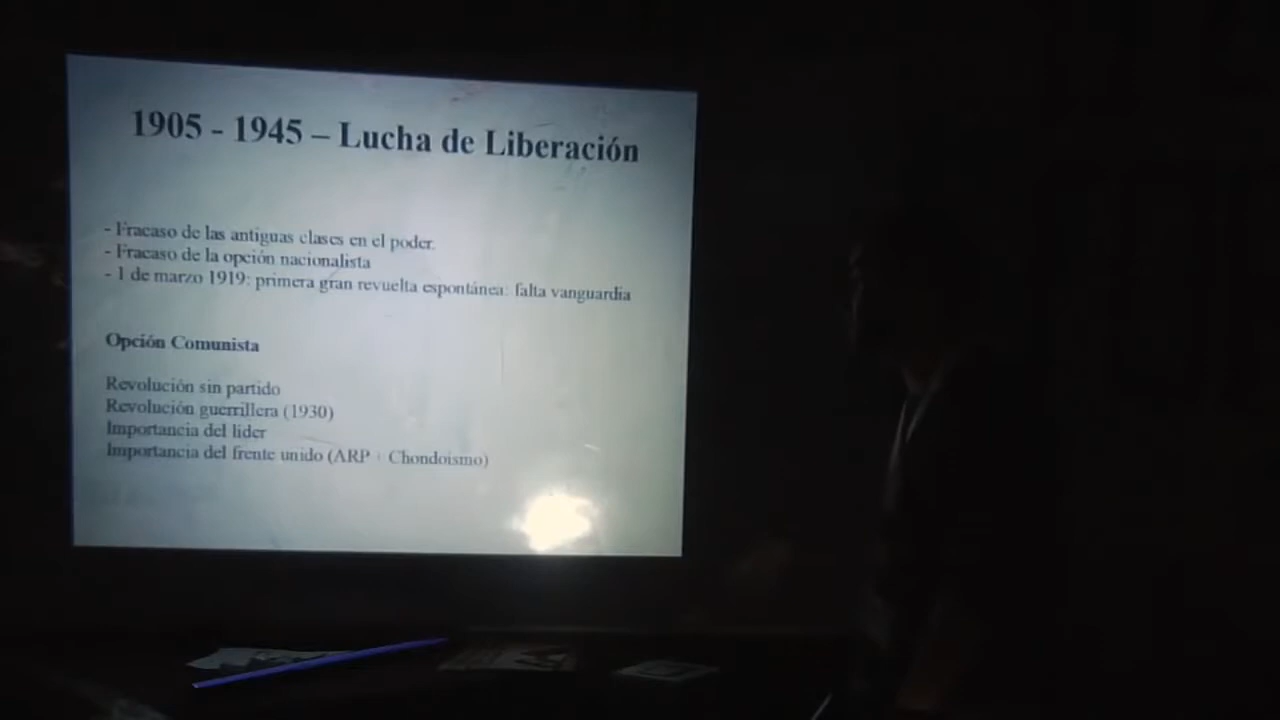 1905 - 1945 – Lucha de Liberación
- Fracaso de las antiguas clases en el poder.
- Fracaso de la opción nacionalista
- 1 de marzo 1919: primera gran revuelta espontánea: falta vanguardia
Opción Comunista
Revolución sin partido
Revolución guerrillera (1930)
Importancia del lider
Importancia del frente unido (ARP + Chondoismo)